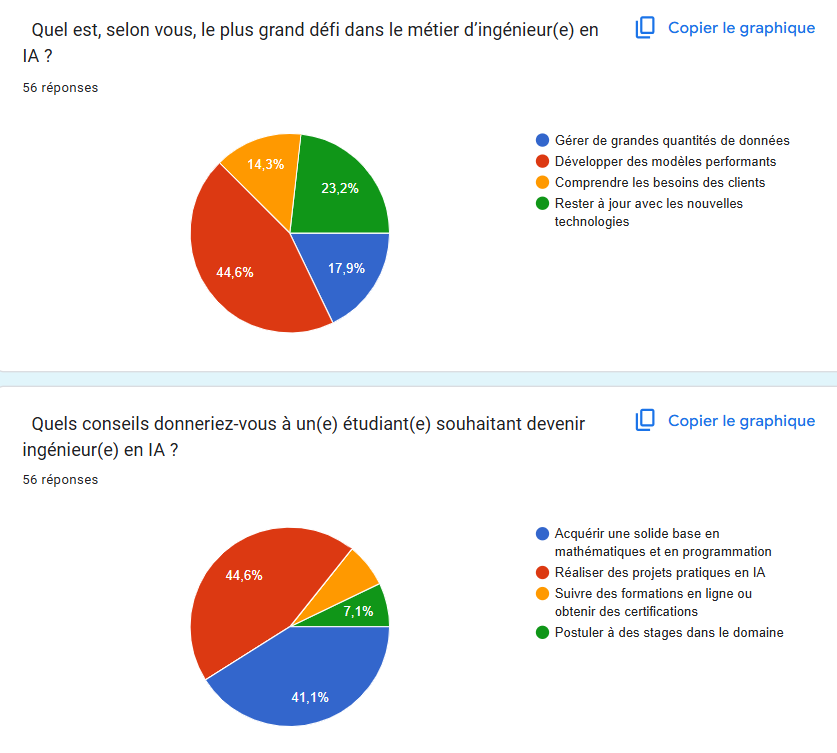 Quel est, selon vous, le plus grand défi dans le métier d'ingénieur(e) en
IA ?
Copier le graphique
56 réponses
14,3%
23,2%
44,6%
17,9%
Gérer de grandes quantités de données
Développer des modèles performants
Comprendre les besoins des clients
Rester à jour avec les nouvelles
technologies
Quels conseils donneriez-vous à un(e) étudiant(e) souhaitant devenir
ingénieur(e) en IA ?
Copier le graphique
56 réponses
44,6%
7,1%
41,1%
Acquérir une solide base en
mathématiques et en programmation
Réaliser des projets pratiques en IA
Suivre des formations en ligne ou
obtenir des certifications
Postuler à des stages dans le domaine